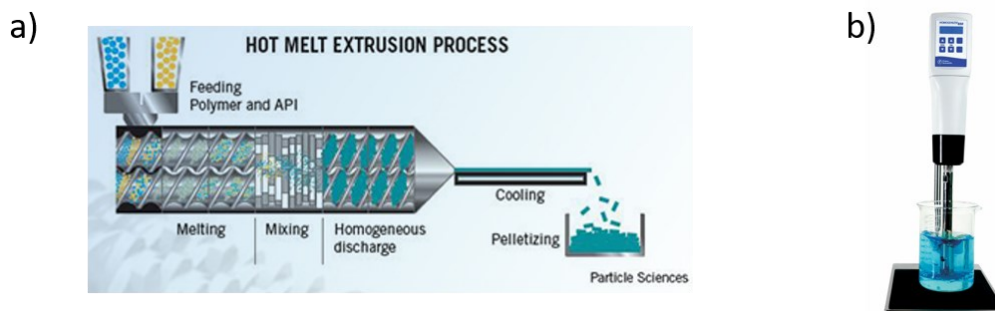 a)
b)
HOT MELT EXTRUSION PROCESS
Feeding
Polymer and API
Melting
Mixing
Homogeneous
discharge
Cooling
Pelletizing
Particle Sciences